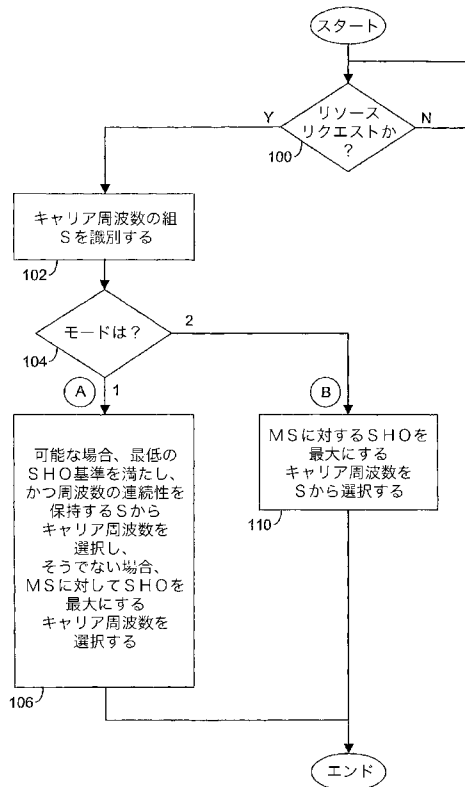 スタート
リソース
リクエストか
?
100
Y
N
キャリア周波数の組
Sを識別する
102
モードは?
104
2
A
1
B
可能な場合、最低の
SHO基準を満たし、
かつ周波数の連続性を
保持するSから
キャリア周波数を
選択し、
そうでない場合、
MSに対してSHOを
最大にする
キャリア周波数を
選択する
106
MSに対するSHOを
最大にする
キャリア周波数を
Sから選択する
110
エンド